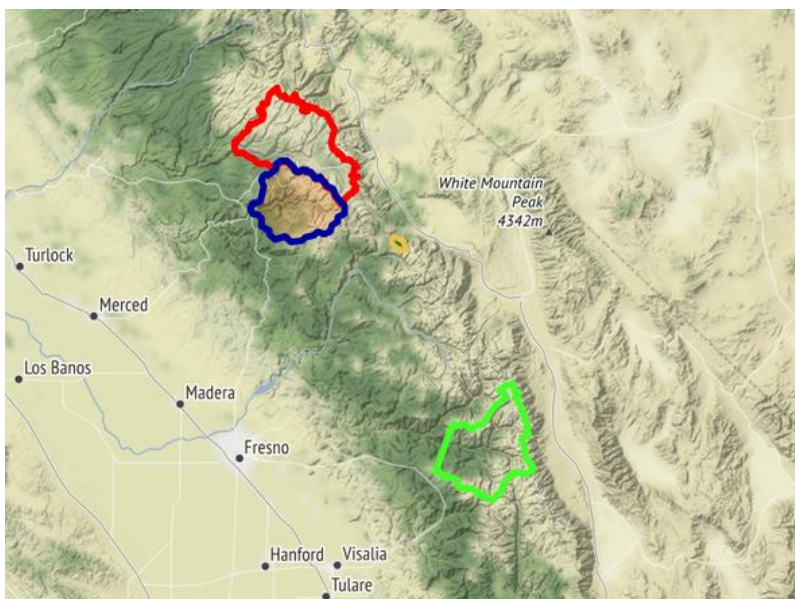 White Mountain
Peak
4342m
Turlock
Merced
Los Banos
Madera
Fresno
Hanford
Visalia
Tulare